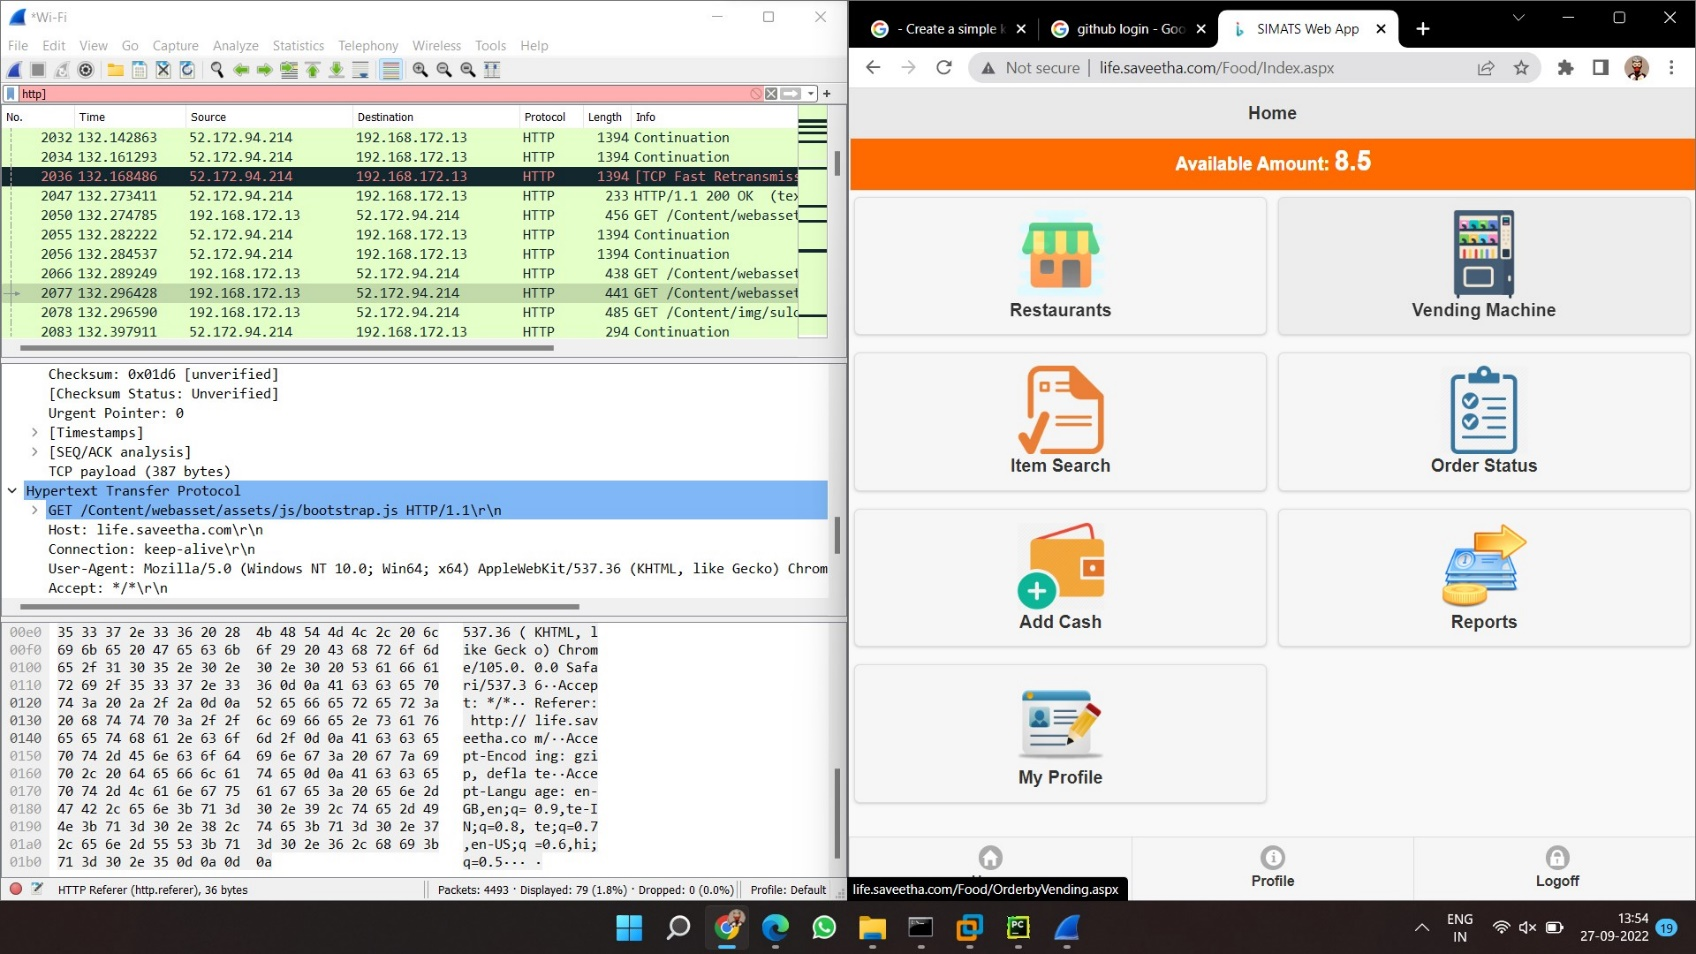 *Wi-Fi
File Edit View Go Capture Analyze Statistics Telephony Wireless Tools Help
http]
No. Time Source Destination Protocol Length Info
2032 132.142863 52.172.94.214 192.168.172.13 HTTP 1394 Continuation
2034 132.161293 52.172.94.214 192.168.172.13 HTTP 1394 Continuation
2036 132.168486 52.172.94.214 192.168.172.13 HTTP 1394 [TCP Fast Retransmiss
2047 132.273411 52.172.94.214 192.168.172.13 HTTP 233 HTTP/1.1 200 OK (tex
2050 132.274785 192.168.172.13 52.172.94.214 HTTP 456 GET /Content/webasset
2055 132.282222 52.172.94.214 192.168.172.13 HTTP 1394 Continuation
2056 132.284537 52.172.94.214 192.168.172.13 HTTP 1394 Continuation
2066 132.289249 192.168.172.13 52.172.94.214 HTTP 438 GET /Content/webasset
2077 132.296428 192.168.172.13 52.172.94.214 HTTP 441 GET /Content/webasset
2078 132.296590 192.168.172.13 52.172.94.214 HTTP 485 GET /Content/img/sulo
2083 132.397911 52.172.94.214 192.168.172.13 HTTP 294 Continuation
Checksum: 0x01d6 [unverified]
[Checksum Status: Unverified]
Urgent Pointer: 0
[Timestamps]
[SEQ/ACK analysis]
TCP payload (387 bytes)
Hypertext Transfer Protocol
GET /Content/webasset/assets/js/bootstrap.js HTTP/1.1\r\n
Host: life.saveetha.com\r\n
Connection: keep-alive\r\n
User-Agent: Mozilla/5.0 (Windows NT 10.0; Win64; x64) AppleWebKit/537.36 (KHTML, like Gecko) Chrom
Accept: */*\r\n
00e0 35 33 37 2e 33 36 20 28 4b 48 54 4d 4c 2c 20 6c 537.36 ( KHTML, l
00f0 69 6b 65 20 47 65 63 6b 6f 29 20 43 68 72 6f 6d ike Geck o) Chrom
0100 65 2f 31 30 35 2e 30 2e 30 2e 30 20 53 61 66 61 e/105.0. 0.0 Safa
0110 72 69 2f 35 33 37 2e 33 36 0d 0a 41 63 63 65 70 ri/537.3 6··Accep
0120 74 3a 20 2a 2f 2a 0d 0a 52 65 66 65 72 65 72 3a t: */*·· Referer:
0130 20 68 74 74 70 3a 2f 2f 6c 69 66 65 2e 73 61 76 http:// life.sav
0140 65 65 74 68 61 2e 63 6f 6d 2f 0d 0a 41 63 63 65 eetha.co m/··Acce
0150 70 74 2d 45 6e 63 6f 64 69 6e 67 3a 20 67 7a 69 pt-Encod ing: gzi
0160 70 2c 20 64 65 66 6c 61 74 65 0d 0a 41 63 63 65 p, defla te··Acce
0170 70 74 2d 4c 61 6e 67 75 61 67 65 3a 20 65 6e 2d pt-Langu age: en-
0180 47 42 2c 65 6e 3b 71 3d 30 2e 39 2c 74 65 2d 49 GB,en;q= 0.9,te-I
0190 4e 3b 71 3d 30 2e 38 2c 74 65 3b 71 3d 30 2e 37 N;q=0.8, te;q=0.7
01a0 2c 65 6e 2d 55 53 3b 71 3d 30 2e 36 2c 68 69 3b ,en-US;q =0.6,hi;
01b0 71 3d 30 2e 35 0d 0a 0d 0a q=0.5··· ·
HTTP Referer (http.referer), 36 bytes Packets: 4493 · Displayed: 79 (1.8%) · Dropped: 0 (0.0%) Profile: Default
- Create a simple k github login - Goo SIMATS Web App
Not secure life.saveetha.com/Food/Index.aspx
Home
Available Amount: 8.5
Restaurants Vending Machine
Item Search Order Status
Add Cash Reports
My Profile
Profile Logoff
life.saveetha.com/Food/OrderbyVending.aspx
PC
ENG
IN
13:54
27-09-2022
19